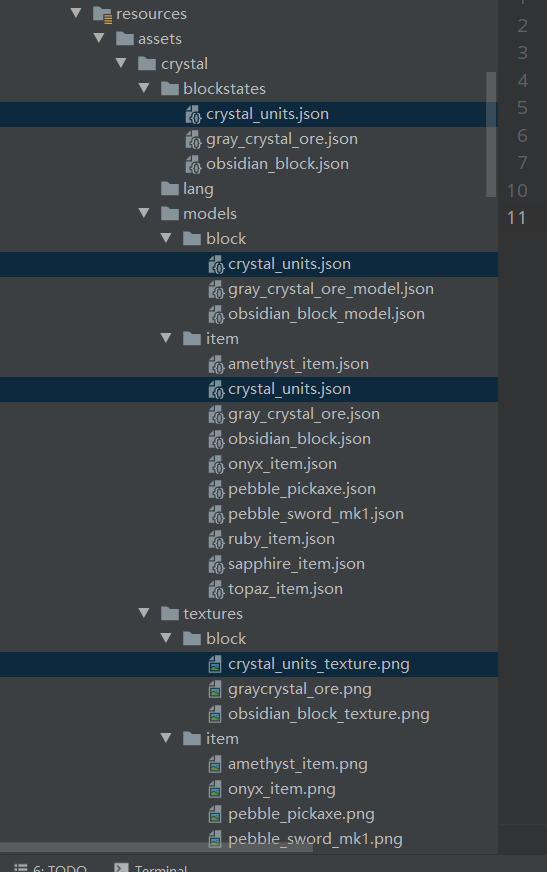 resources
assets
crystal
blockstates
crystal_units.json
gray_crystal_ore.json
obsidian_block.json
lang
models
block
crystal_units.json
gray_crystal_ore_model.json
obsidian_block_model.json
item
amethyst_item.json
crystal_units.json
gray_crystal_ore.json
obsidian_block.json
onyx_item.json
pebble_pickaxe.json
pebble_sword_mk1.json
ruby_item.json
sapphire_item.json
topaz_item.json
textures
block
crystal_units_texture.png
graycrystal_ore.png
obsidian_block_texture.png
item
amethyst_item.png
onyx_item.png
pebble_pickaxe.png
pebble_sword_mk1.png
2
3
4
5
6
7
10
11
6: TODO
Terminal